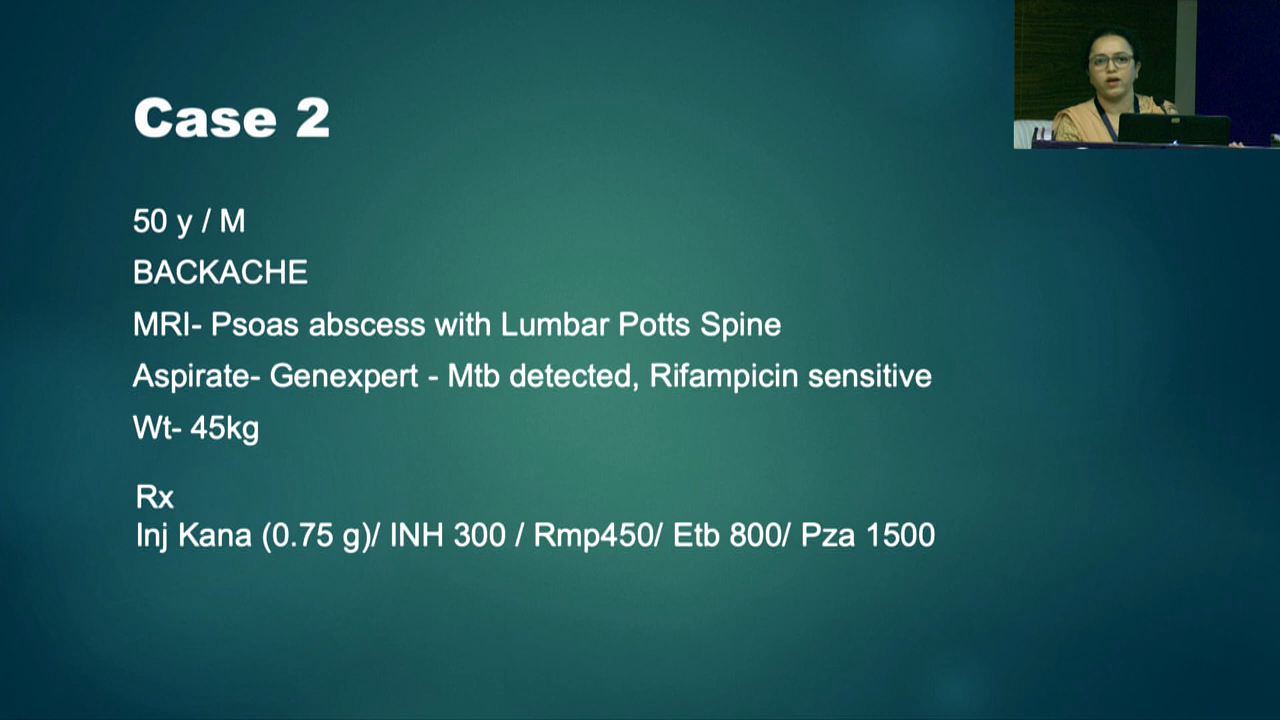 Case 2
50 y / M
BACKACHE
MRI- Psoas abscess with Lumbar Potts Spine
Aspirate- Genexpert - Mtb detected, Rifampicin sensitive
Wt- 45kg
Rx
Inj Kana (0.75 g)/ INH 300 / Rmp450/ Etb 800/ Pza 1500